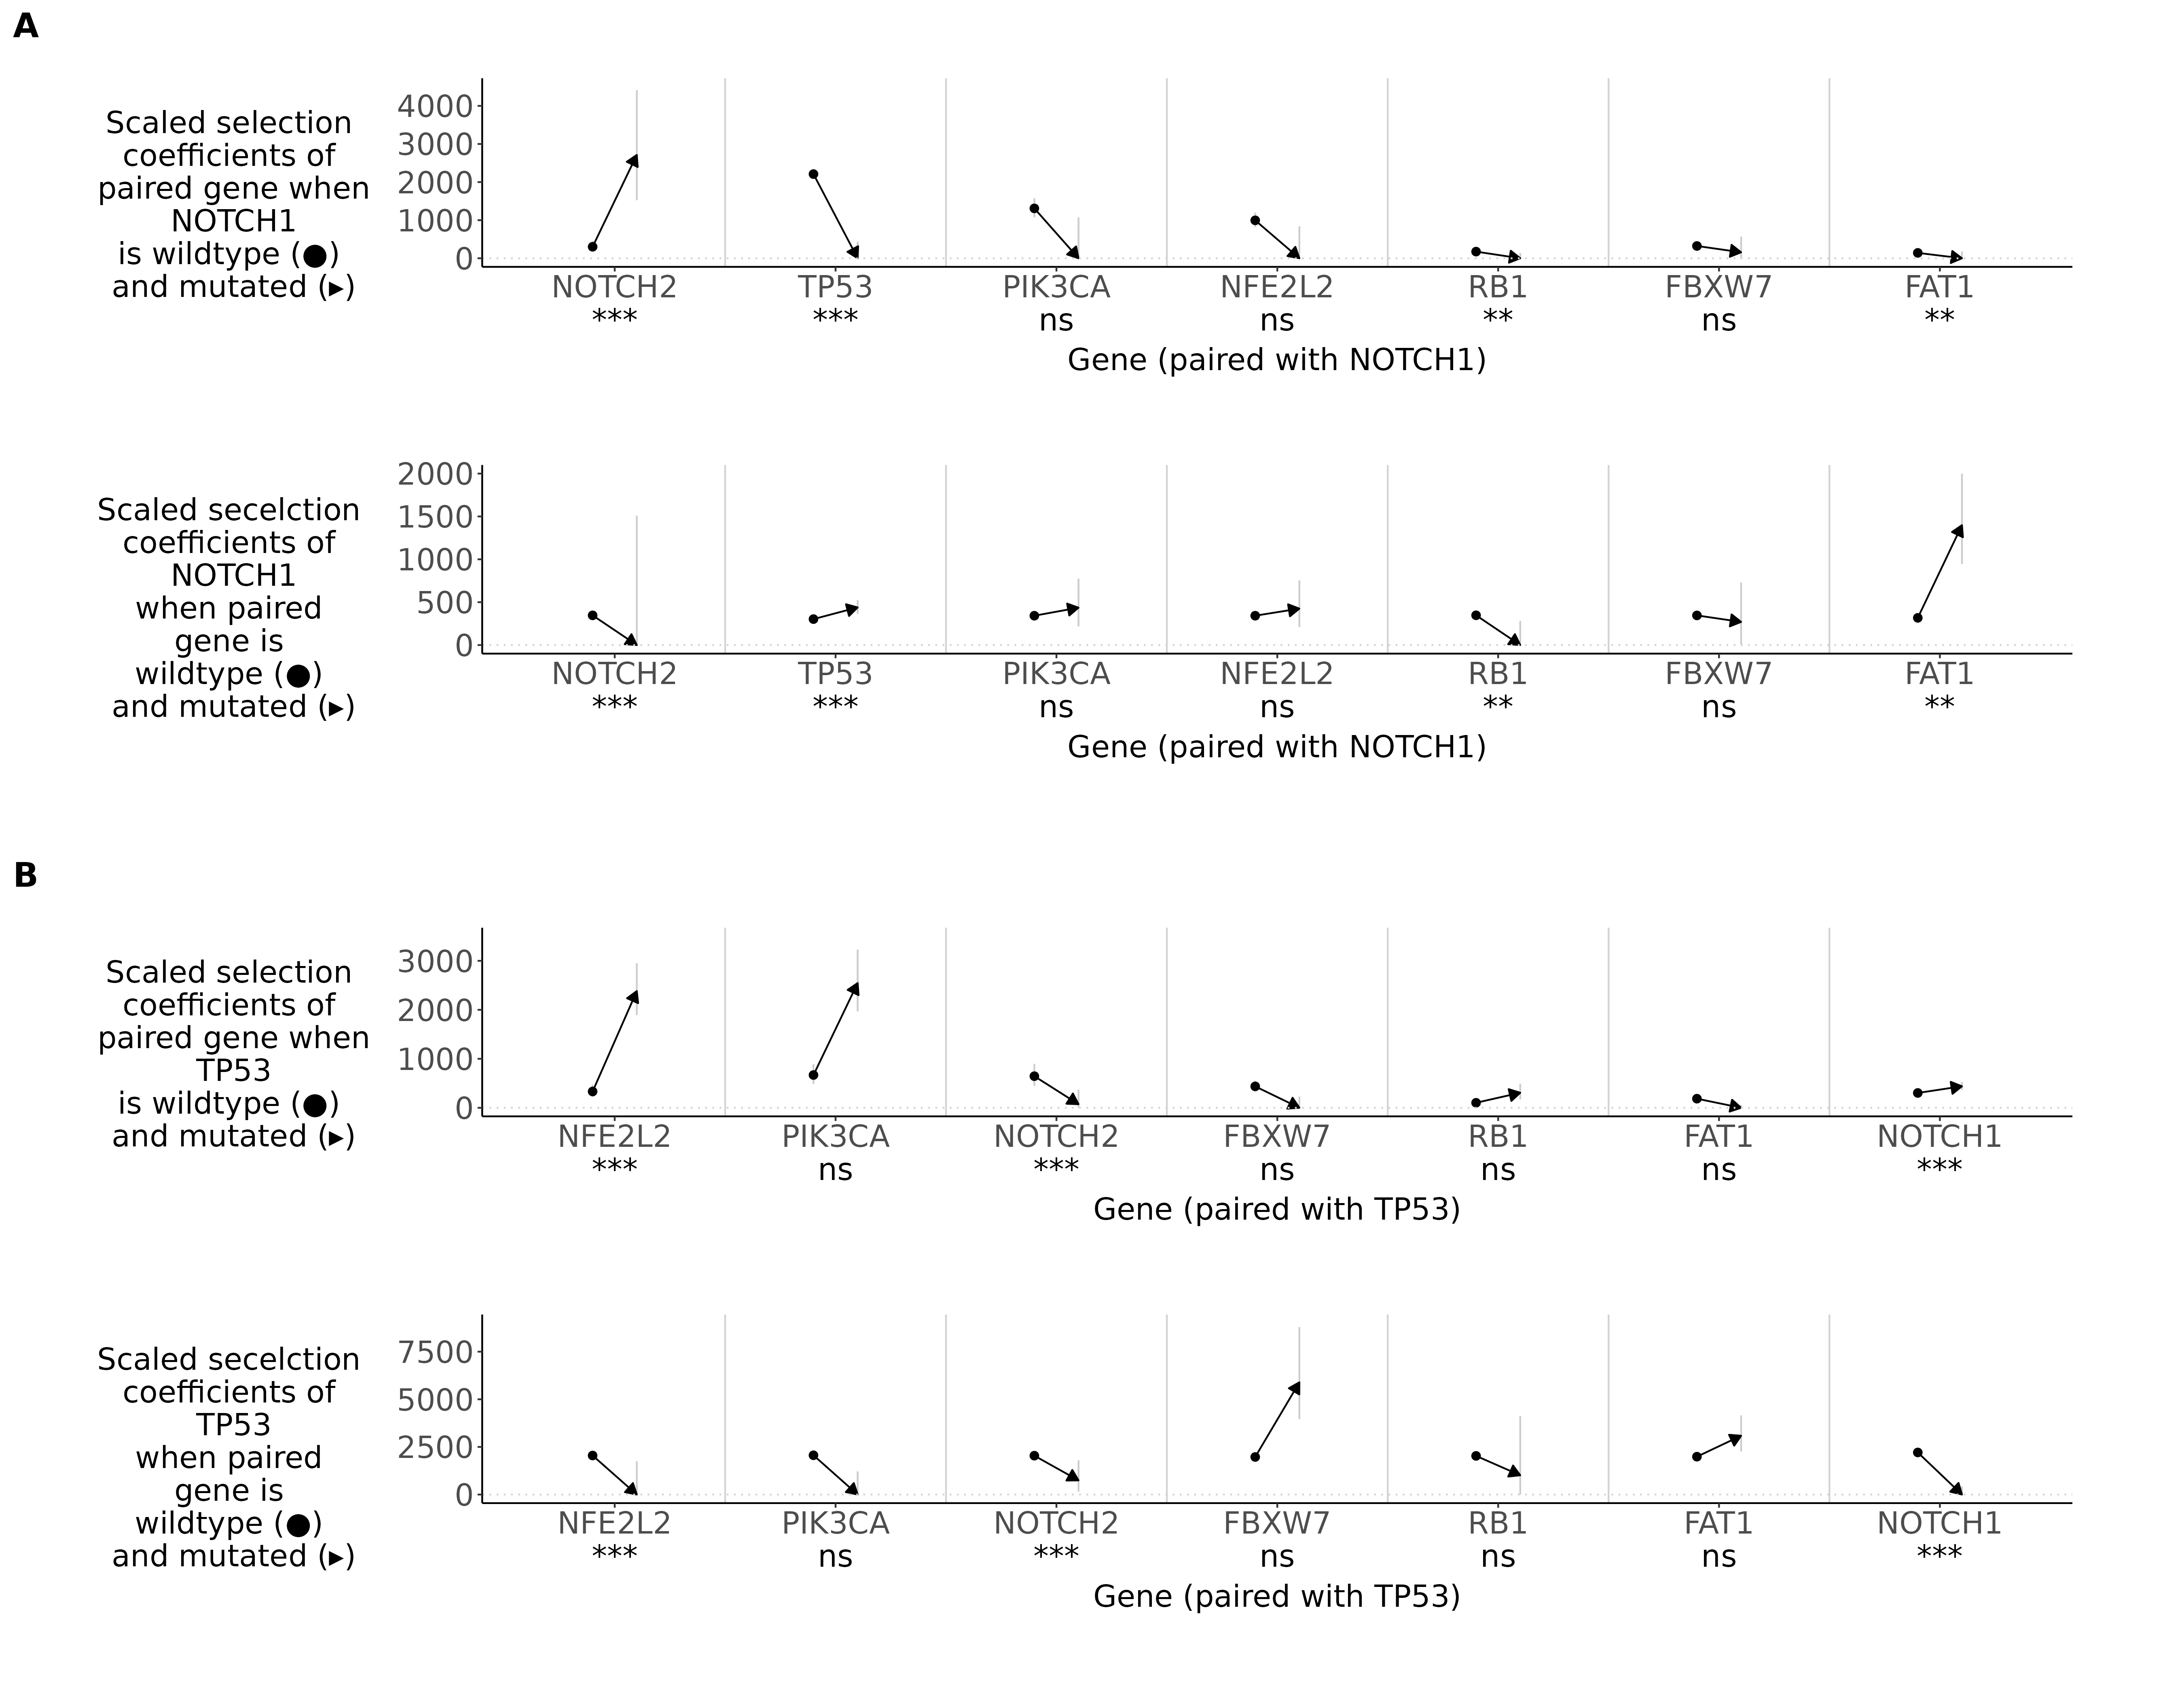 A
Scaled selection
coefficients of
paired gene when
NOTCH1
is wildtype (●)
and mutated (▸)
4000
3000
2000
1000
0
NOTCH2 TP53 PIK3CA NFE2L2 RB1 FBXW7 FAT1
*** *** ns ns ** ns **
Gene (paired with NOTCH1)
Scaled secelction
coefficients of
NOTCH1
when paired
gene is
wildtype (●)
and mutated (▸)
2000
1500
1000
500
0
NOTCH2 TP53 PIK3CA NFE2L2 RB1 FBXW7 FAT1
*** *** ns ns ** ns **
Gene (paired with NOTCH1)
B
Scaled selection
coefficients of
paired gene when
TP53
is wildtype (●)
and mutated (▸)
3000
2000
1000
0
NFE2L2 PIK3CA NOTCH2 FBXW7 RB1 FAT1 NOTCH1
*** ns *** ns ns ns ***
Gene (paired with TP53)
Scaled secelction
coefficients of
TP53
when paired
gene is
wildtype (●)
and mutated (▸)
7500
5000
2500
0
NFE2L2 PIK3CA NOTCH2 FBXW7 RB1 FAT1 NOTCH1
*** ns *** ns ns ns ***
Gene (paired with TP53)